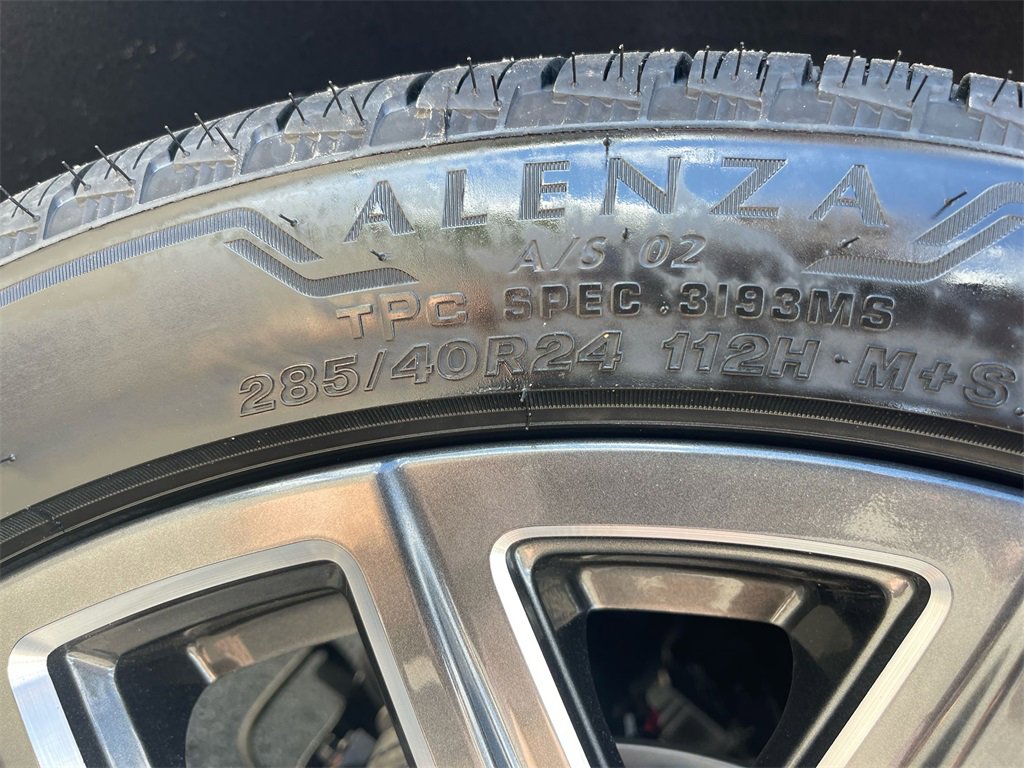 ALENZA
A/S 02
TPC SPEC 3193MS
285/40R24 112H · M+S.